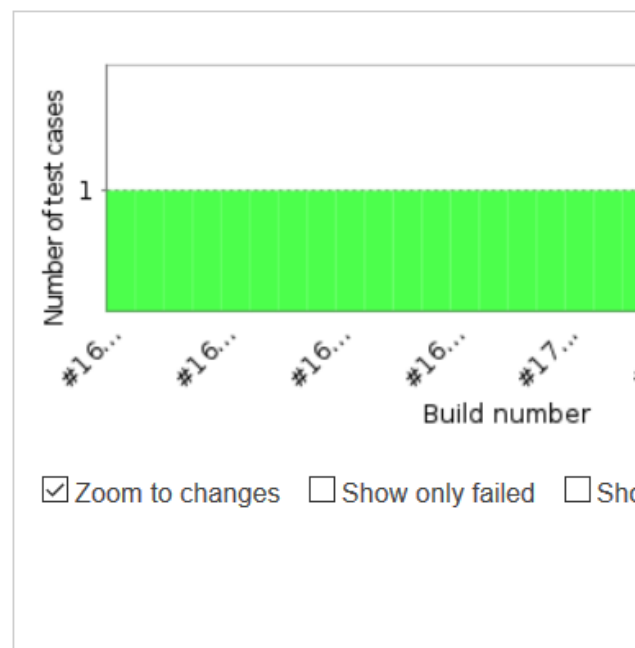 Number of test cases
1
#16...
#16...
#16...
#16...
#17...
Build number
Zoom to changes
Show only failed